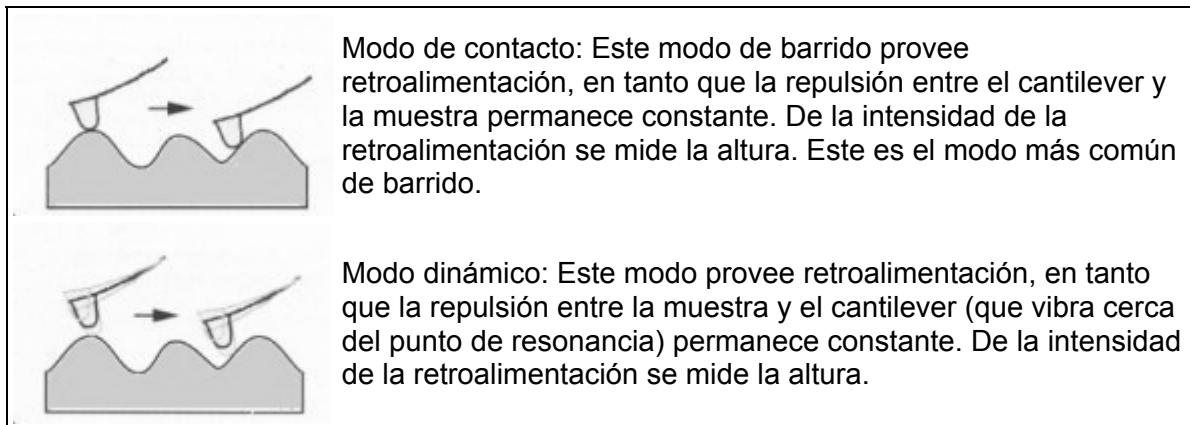 Modo de contacto: Este modo de barrido provee
retroalimentación, en tanto que la repulsión entre el cantilever y
la muestra permanece constante. De la intensidad de la
retroalimentación se mide la altura. Este es el modo más común
de barrido.
Modo dinámico: Este modo provee retroalimentación, en tanto
que la repulsión entre la muestra y el cantilever (que vibra cerca
del punto de resonancia) permanece constante. De la intensidad
de la retroalimentación se mide la altura.